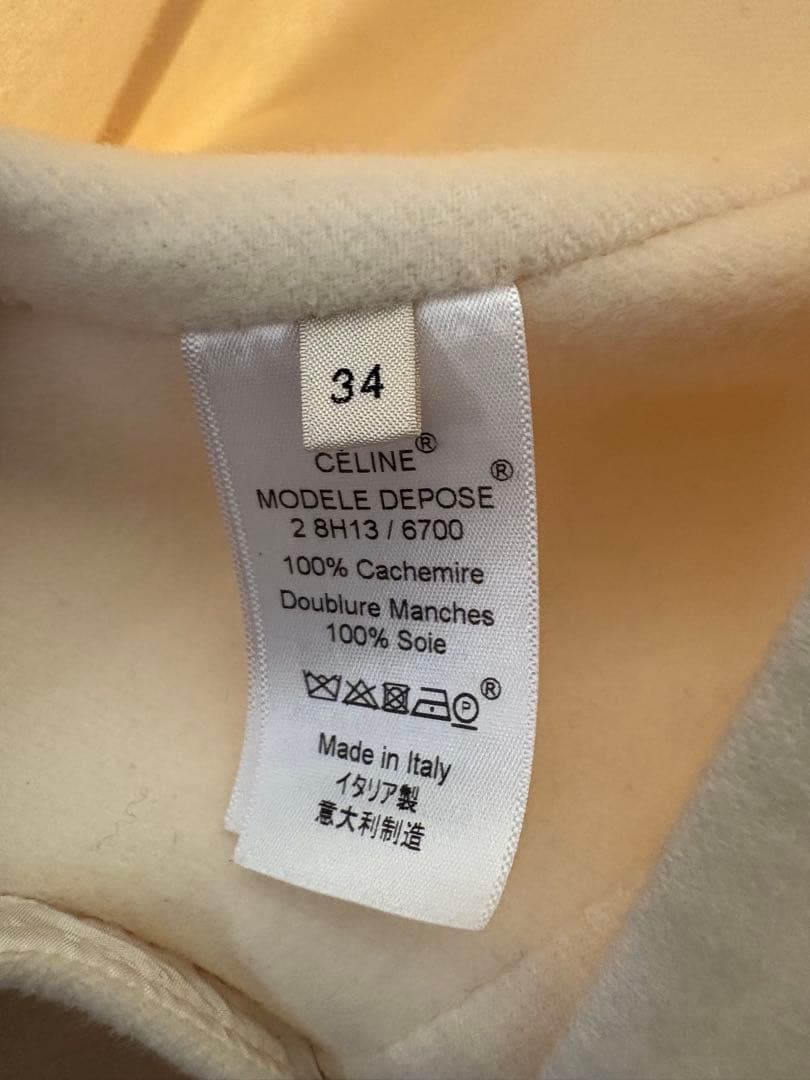 34
CÉLINE®
MODELE DEPOSE®
2 8H13 / 6700
100% Cachemire
Doublure Manches
100% Soie
P ®
Made in Italy
イタリア製
意大利制造